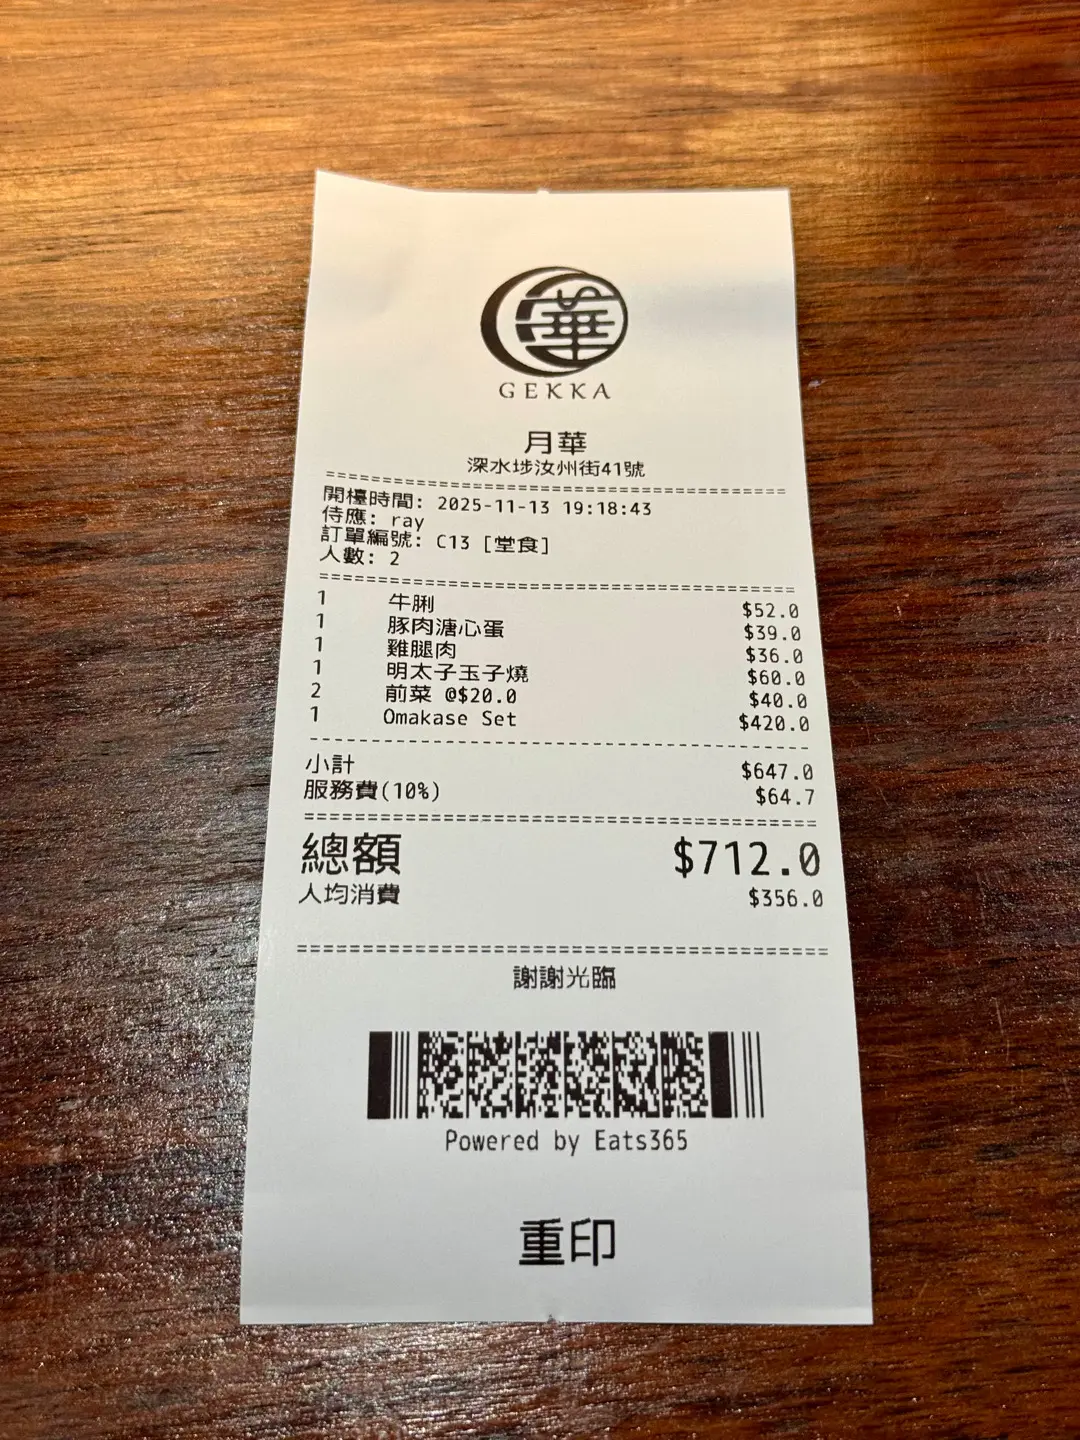 華
GEKKA
月華
深水埗汝州街41號
開檯時間: 2025-11-13 19:18:43
侍應: ray
訂單編號: C13 [堂食]
人數: 2
1 牛脷 $52.0
1 豚肉溏心蛋 $39.0
1 雞腿肉 $36.0
1 明太子玉子燒 $60.0
2 前菜 @$20.0 $40.0
1 Omakase Set $420.0
小計 $647.0
服務費(10%) $64.7
總額 $712.0
人均消費 $356.0
謝謝光臨
Powered by Eats365
重印